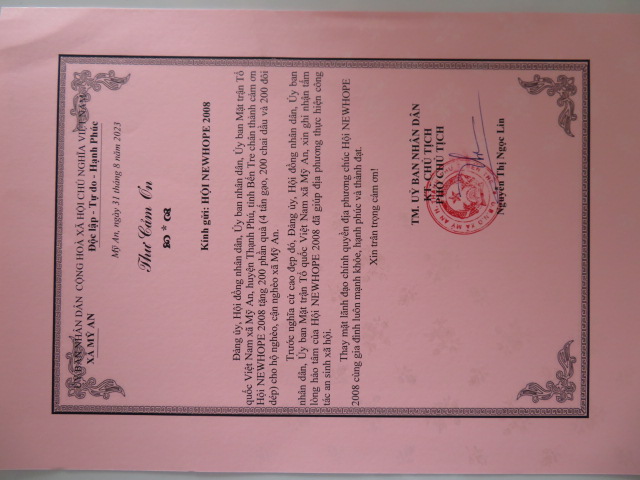 ỦY BAN NHÂN DÂN CỘNG HOÀ XÃ HỘI CHỦ NGHĨA VIỆT NAM
XÃ MỸ AN Độc lập - Tự do - Hạnh Phúc
Mỹ An, ngày 31 tháng 8 năm 2023
Thư Cảm Ơn
Kính gửi: HỘI NEWHOPE 2008
Đảng ủy, Hội đồng nhân dân, Ủy ban nhân dân, Ủy ban Mặt trận Tổ
quốc Việt Nam xã Mỹ An, huyện Thạnh Phú, tỉnh Bến Tre chân thành cảm ơn
Hội NEWHOPE 2008 tặng 200 phần quà (4 tấn gạo, 200 chai dầu và 200 đôi
dép) cho hộ nghèo, cận nghèo xã Mỹ An.
Trước nghĩa cử cao đẹp đó, Đảng ủy, Hội đồng nhân dân, Ủy ban
nhân dân, Ủy ban Mặt trận Tổ quốc Việt Nam xã Mỹ An, xin ghi nhận tấm
lòng hảo tâm của Hội NEWHOPE 2008 đã giúp địa phương thực hiện công
tác an sinh xã hội.
Thay mặt lãnh đạo chính quyền địa phương chúc Hội NEWHOPE
2008 cùng gia đình luôn mạnh khỏe, hạnh phúc và thành đạt.
Xin trân trọng cảm ơn!
TM. UỶ BAN NHÂN DÂN
KT. CHỦ TỊCH
PHÓ CHỦ TỊCH
Nguyễn Thị Ngọc Lin